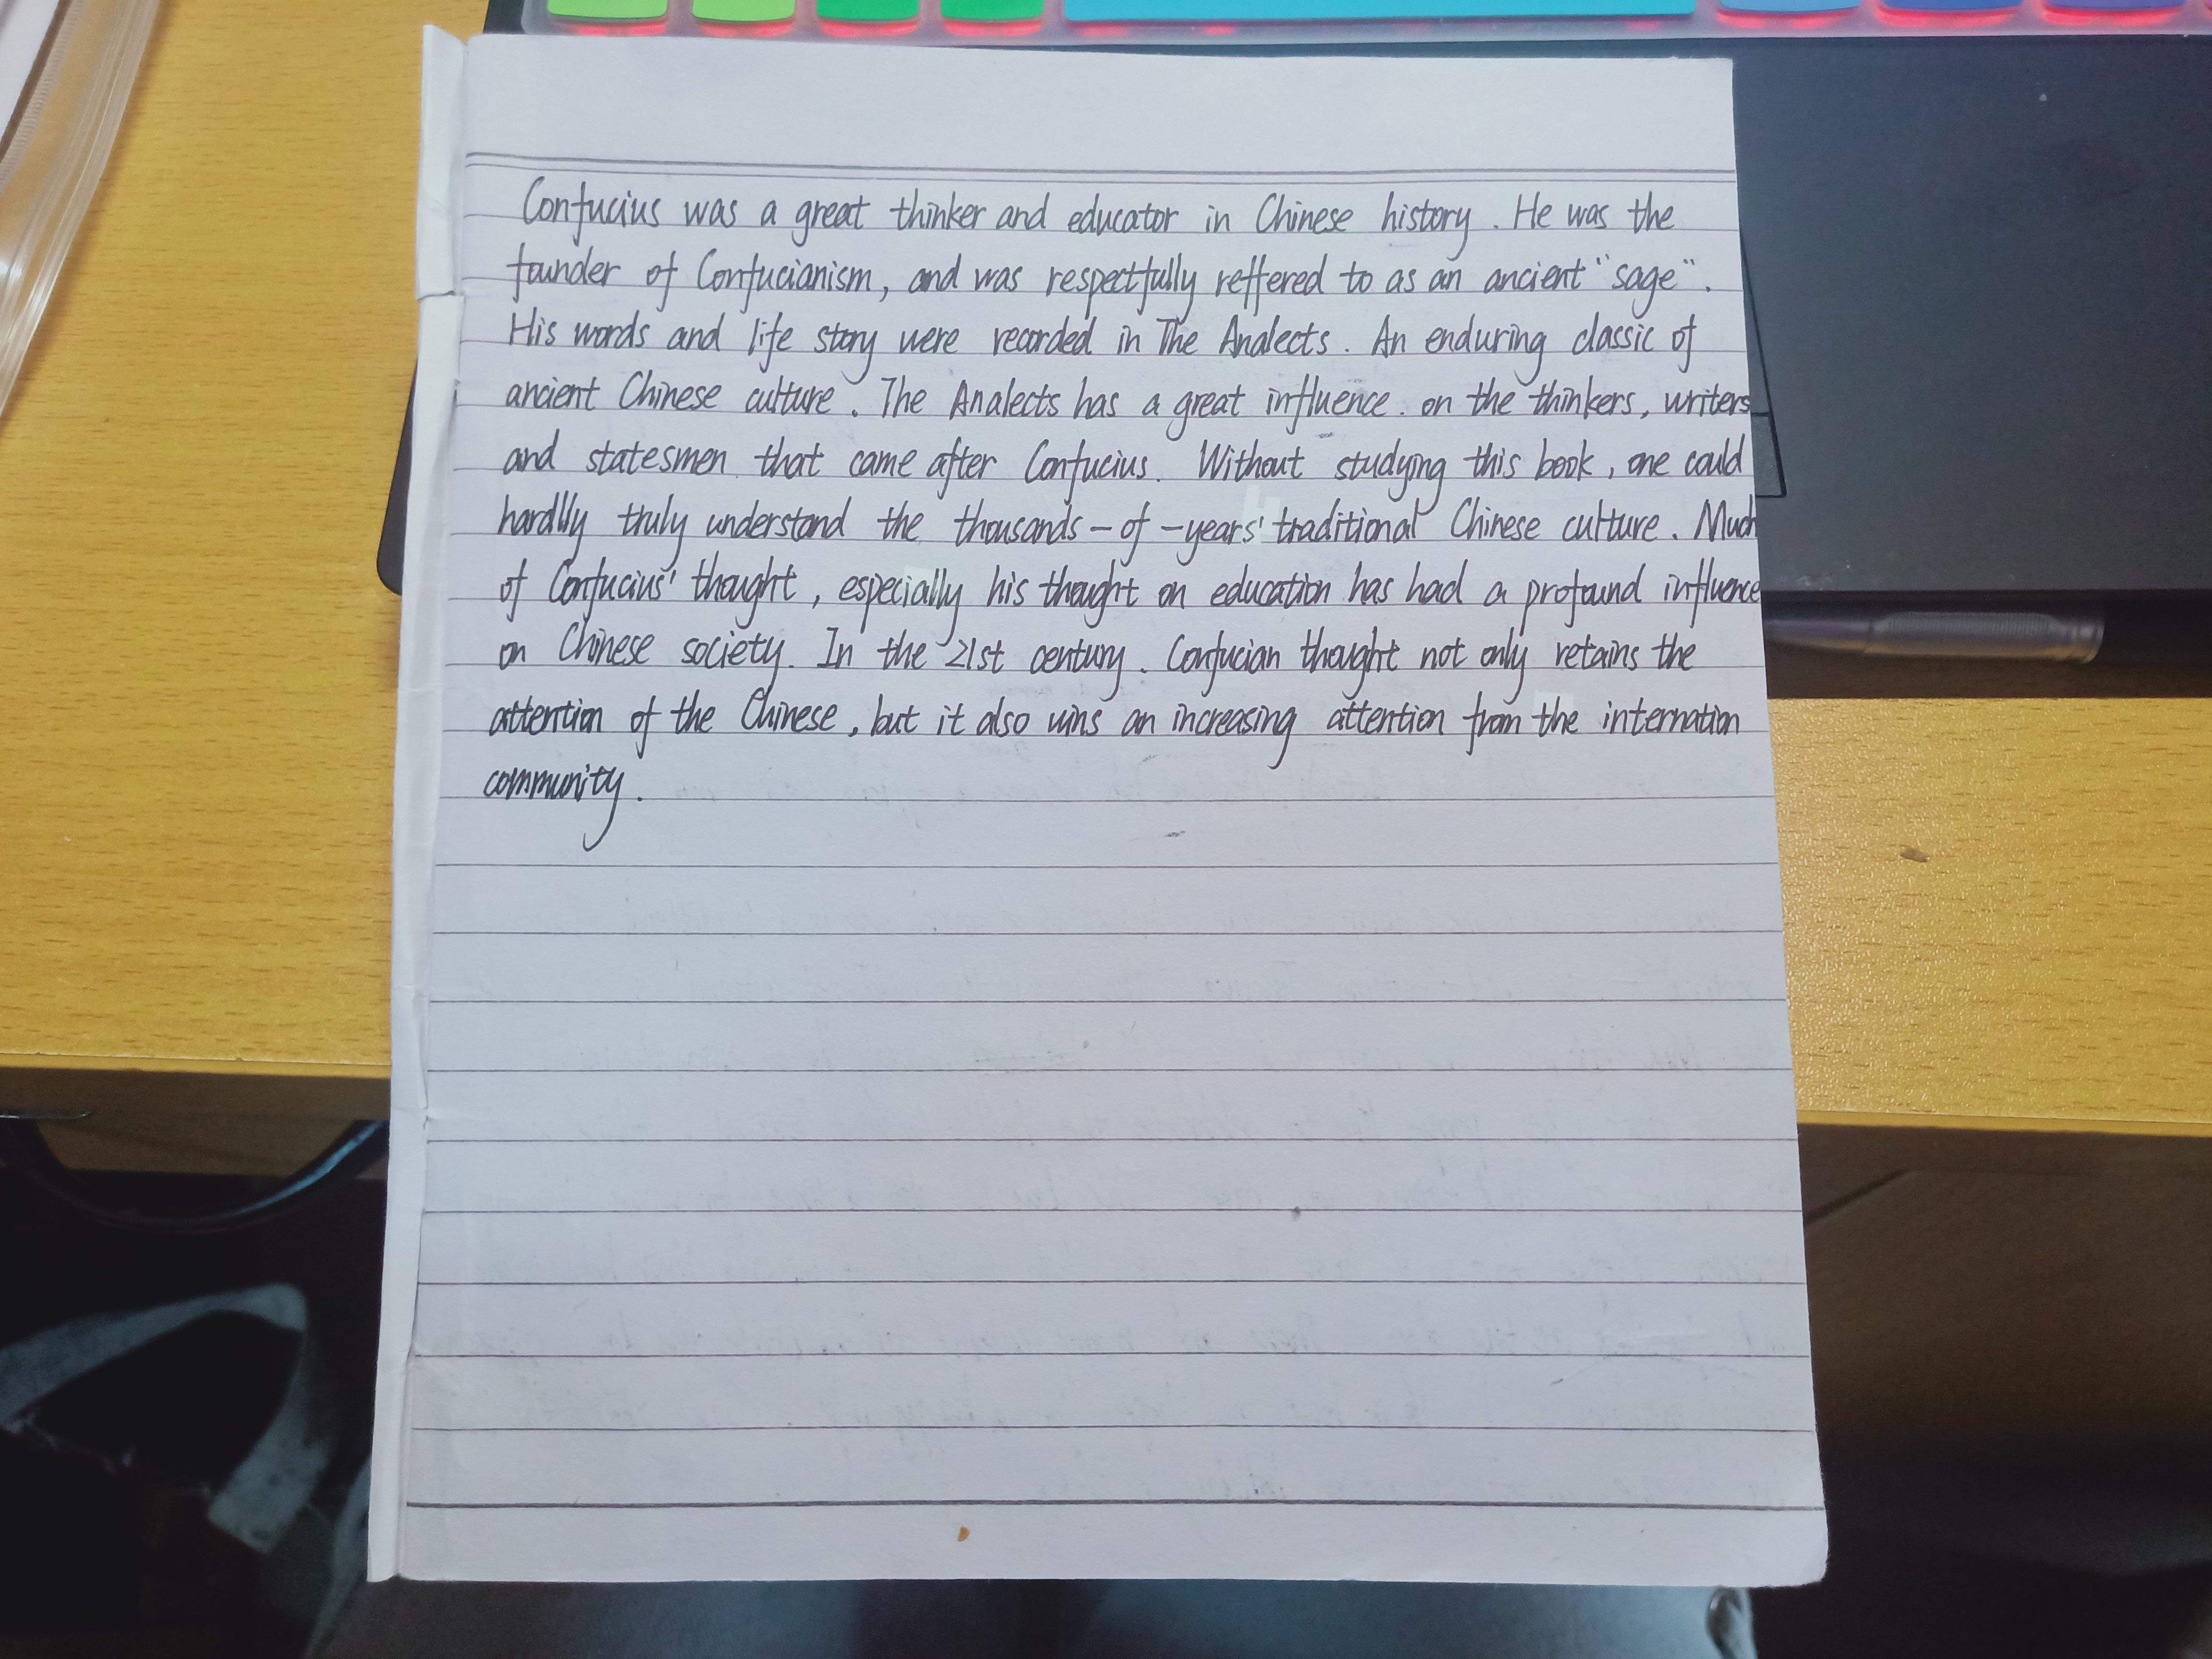 Confucius was a great thinker and educator in Chinese history. He was the
founder of Confucianism, and was respectfully reffered to as an ancient "sage".
His words and life story were recorded in The Analects. An enduring classic of
ancient Chinese culture. The Analects has a great influence. on the thinkers, writers
and statesmen that came after Confucius. Without studying this book, one could
hardlly truly understand the thousands-of-years' traditional Chinese culture. Much
of Confucius' thought, especially his thought on education has had a profound influence
on Chinese society. In the 21st century. Confucian thought not only retains the
attention of the Chinese, but it also wins an increasing attention from the internation
community.